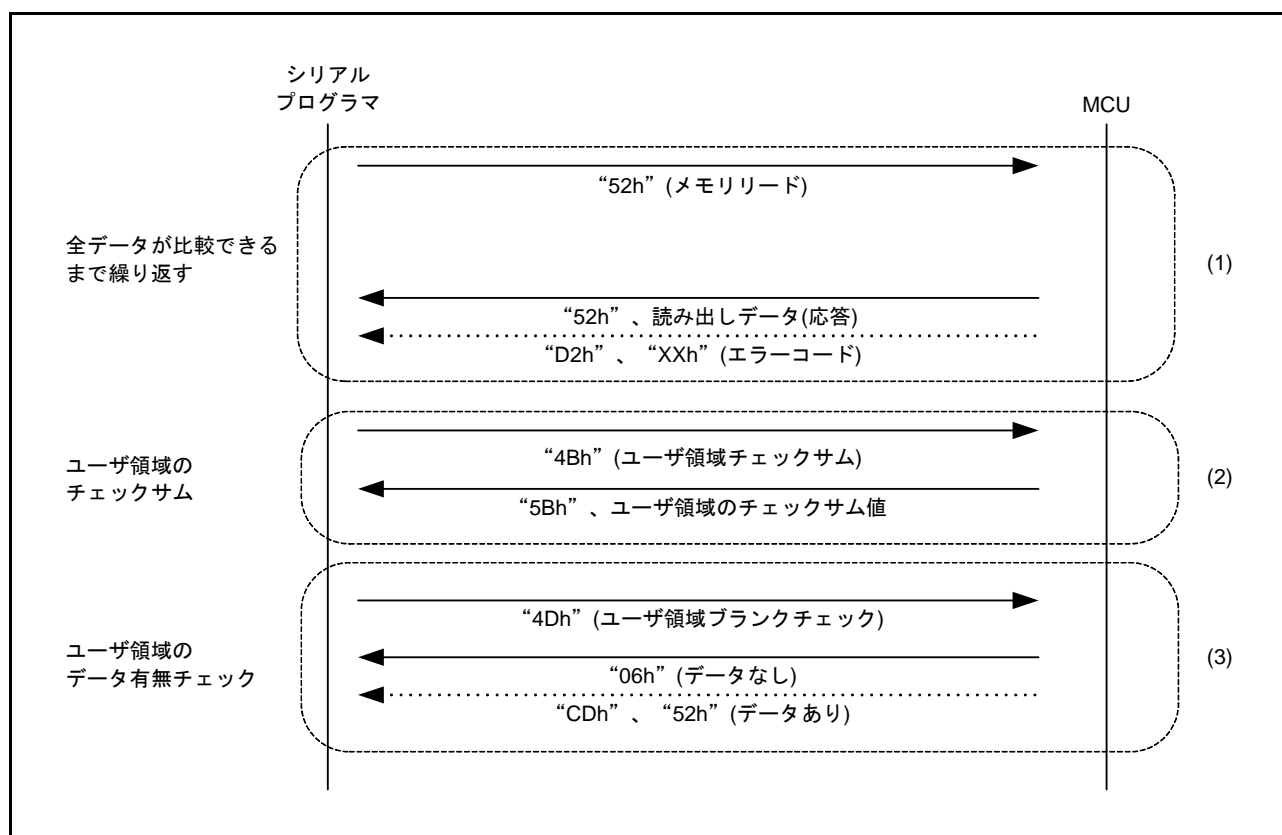 シリアル
プログラマ
MCU
“52h” (メモリリード)
全データが比較できる
まで繰り返す
(1)
“52h” 、読み出しデータ(応答)
“D2h” 、 “XXh” (エラーコード)
“4Bh” (ユーザ領域チェックサム)
ユーザ領域の
チェックサム
(2)
“5Bh” 、ユーザ領域のチェックサム値
“4Dh” (ユーザ領域ブランクチェック)
ユーザ領域の
データ有無チェック
(3)
“06h” (データなし)
“CDh” 、 “52h” (データあり)